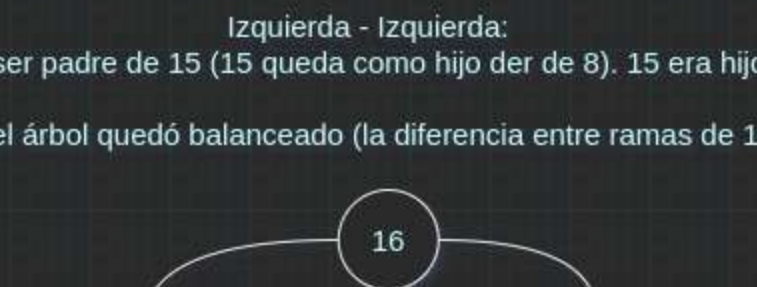 Izquierda - Izquierda:
ser padre de 15 (15 queda como hijo der de 8). 15 era hijo
el árbol quedó balanceado (la diferencia entre ramas de 1
16